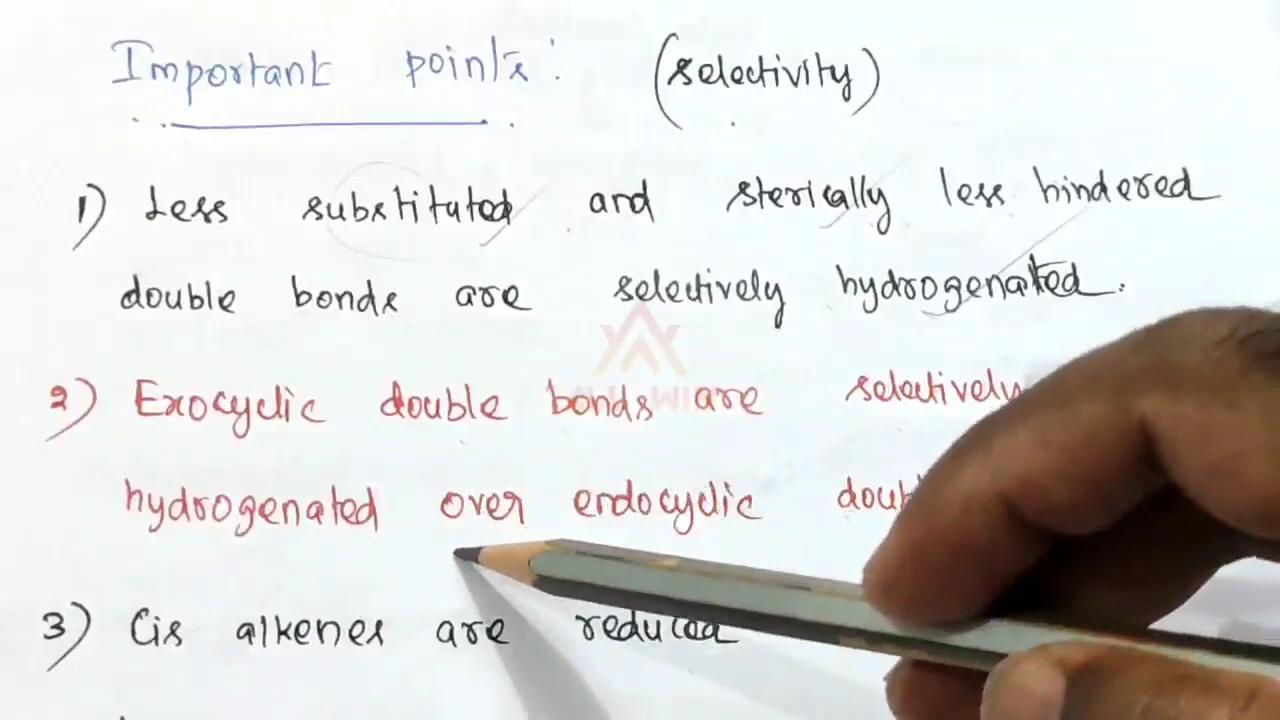 Important points: (selectivity)
1) Less substituted and sterically less hindered
double bonds are selectively hydrogenated.
2) Exocyclic double bonds are selectively
hydrogenated over endocyclic
3) Cis alkenes are reduced